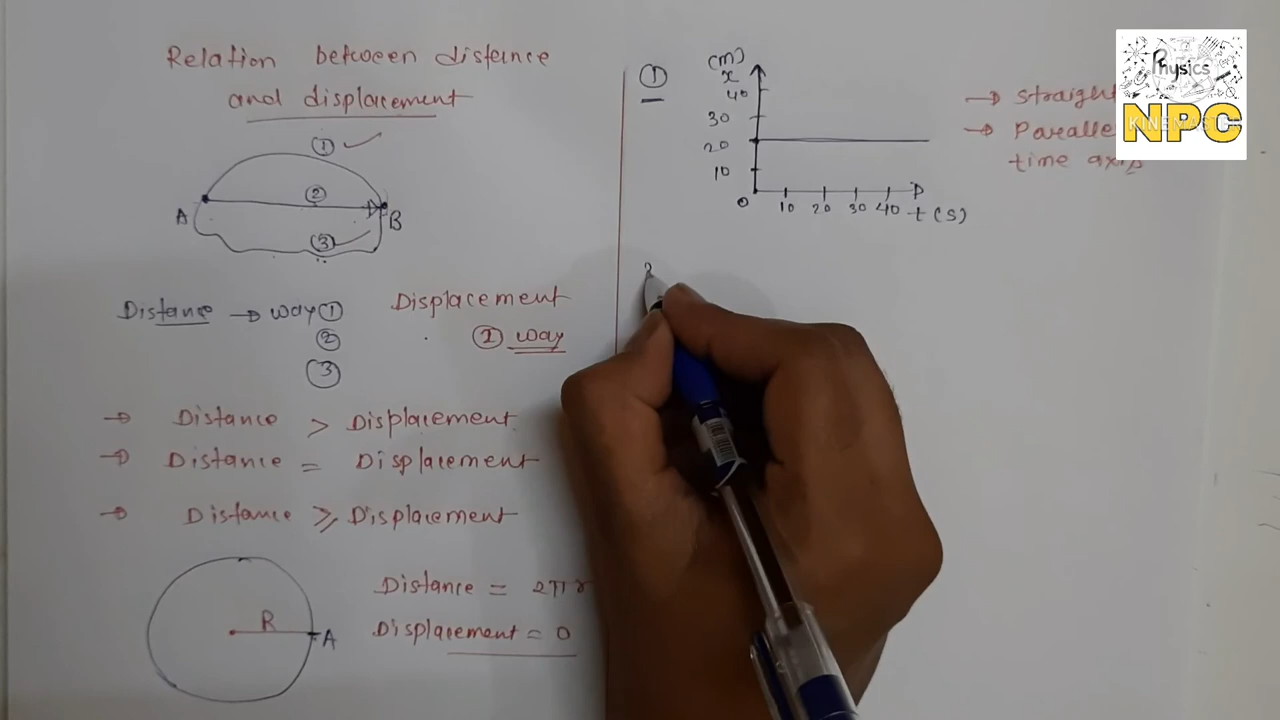 Relation between distance
and displacement
① ✓
②
A
B
③
Distance → way ①
②
③
Displacement
① way
→ Distance > Displacement
→ Distance = Displacement
→ Distance ⩾ Displacement
R
A
Distance = 2πr
Displacement = 0
①
(m)
x
40
30
20
10
0
10 20 30 40 t (s)
→ straight
→
time axis
Physics
NPC
KINEMASTER